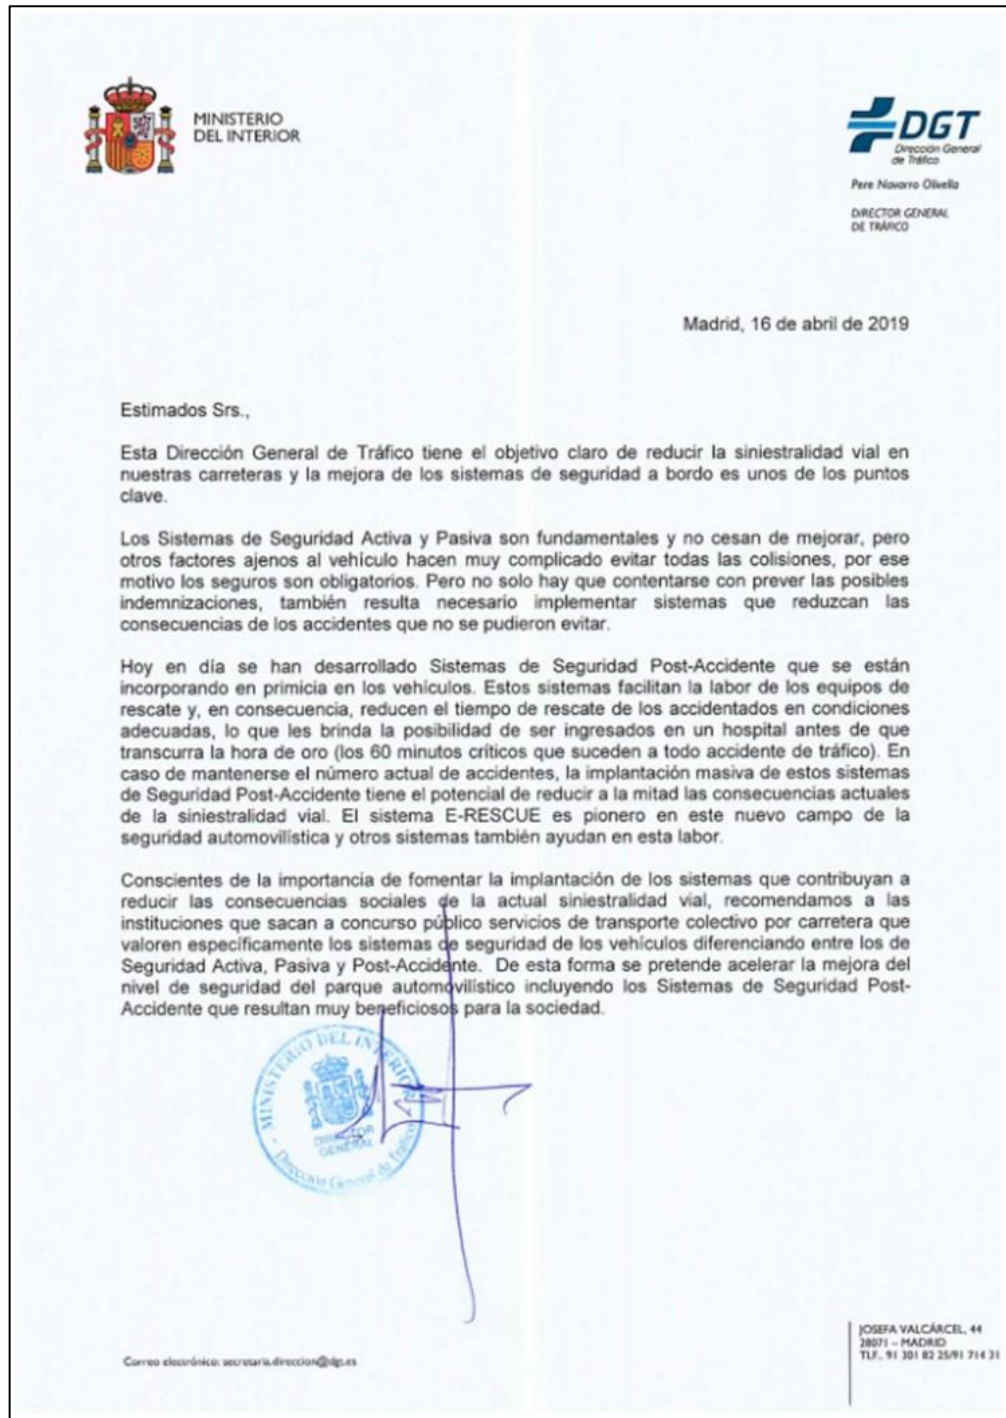 MINISTERIO
DEL INTERIOR
DGT
Dirección General
de Tráfico
Pere Navarro Olivella
DIRECTOR GENERAL
DE TRÁFICO
Madrid, 16 de abril de 2019
Estimados Srs.,
Esta Dirección General de Tráfico tiene el objetivo claro de reducir la siniestralidad vial en
nuestras carreteras y la mejora de los sistemas de seguridad a bordo es unos de los puntos
clave.
Los Sistemas de Seguridad Activa y Pasiva son fundamentales y no cesan de mejorar, pero
otros factores ajenos al vehículo hacen muy complicado evitar todas las colisiones, por ese
motivo los seguros son obligatorios. Pero no solo hay que contentarse con prever las posibles
indemnizaciones, también resulta necesario implementar sistemas que reduzcan las
consecuencias de los accidentes que no se pudieron evitar.
Hoy en día se han desarrollado Sistemas de Seguridad Post-Accidente que se están
incorporando en primicia en los vehículos. Estos sistemas facilitan la labor de los equipos de
rescate y, en consecuencia, reducen el tiempo de rescate de los accidentados en condiciones
adecuadas, lo que les brinda la posibilidad de ser ingresados en un hospital antes de que
transcurra la hora de oro (los 60 minutos críticos que suceden a todo accidente de tráfico). En
caso de mantenerse el número actual de accidentes, la implantación masiva de estos sistemas
de Seguridad Post-Accidente tiene el potencial de reducir a la mitad las consecuencias actuales
de la siniestralidad vial. El sistema E-RESCUE es pionero en este nuevo campo de la
seguridad automovilística y otros sistemas también ayudan en esta labor.
Conscientes de la importancia de fomentar la implantación de los sistemas que contribuyan a
reducir las consecuencias sociales de la actual siniestralidad vial, recomendamos a las
instituciones que sacan a concurso público servicios de transporte colectivo por carretera que
valoren específicamente los sistemas de seguridad de los vehículos diferenciando entre los de
Seguridad Activa, Pasiva y Post-Accidente. De esta forma se pretende acelerar la mejora del
nivel de seguridad del parque automovilístico incluyendo los Sistemas de Seguridad Post-
Accidente que resultan muy beneficiosos para la sociedad.
MINISTERIO DEL INTERIOR
DIRECTOR
GENERAL
Dirección General de Tráfico
Correo electrónico: secretaria.direccion@dgt.es
JOSEFA VALCÁRCEL, 44
28071 – MADRID
TLF. 91 301 82 25/91 714 31